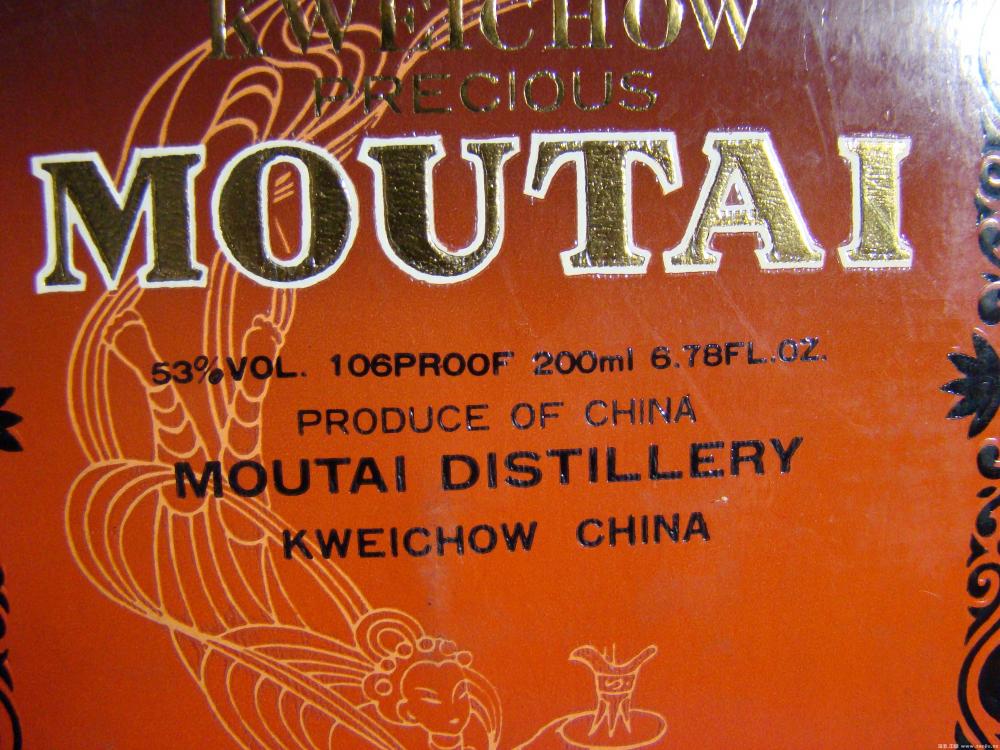 KWEICHOW
PRECIOUS
MOUTAI
53%VOL. 106PROOF 200ml 6.78FL.OZ.
PRODUCE OF CHINA
MOUTAI DISTILLERY
KWEICHOW CHINA